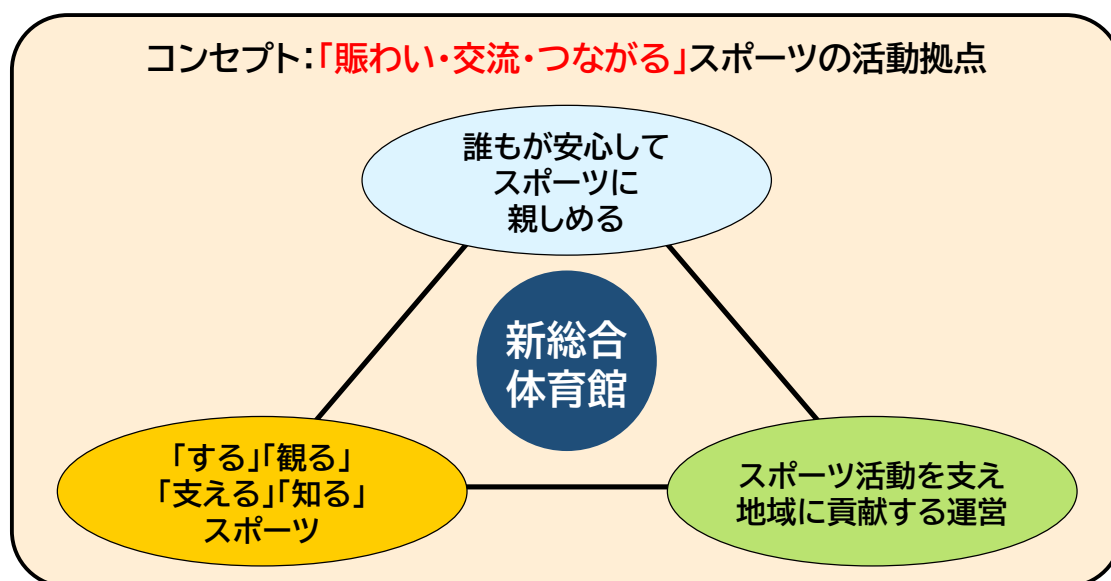 コンセプト：「賑わい・交流・つながる」スポーツの活動拠点
誰もが安心して
スポーツに
親しめる
新総合
体育館
「する」「観る」
「支える」「知る」
スポーツ
スポーツ活動を支え
地域に貢献する運営